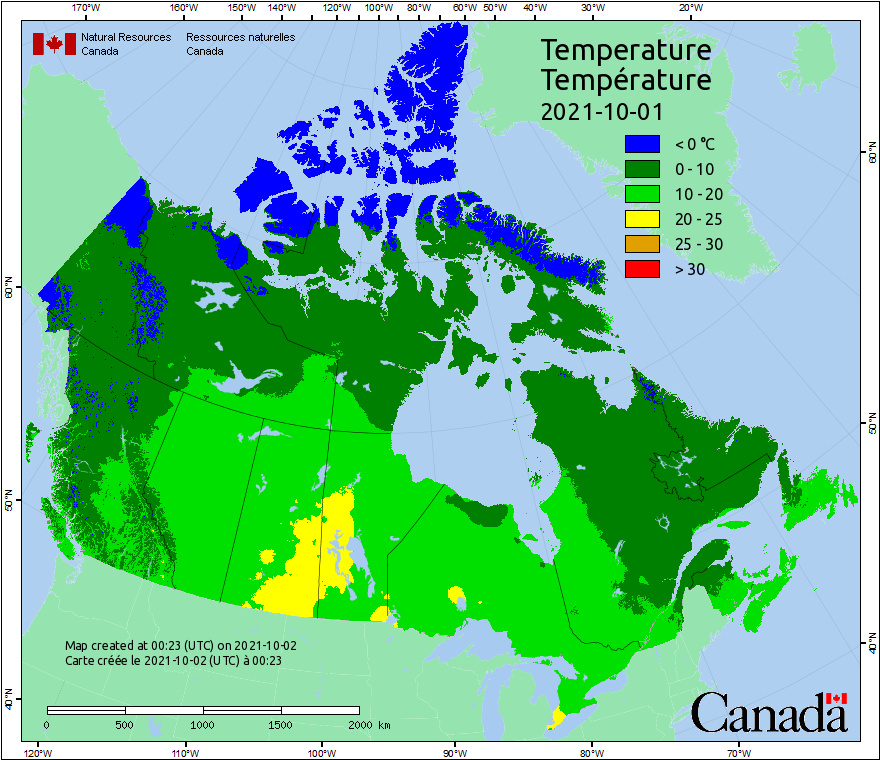 170°W 160°W 150°W 140°W 120°W 100°W 80°W 60°W 50°W 40°W 30°W 20°W
Natural Resources Ressources naturelles
Canada Canada
Temperature
Température
2021-10-01
< 0 °C
0 - 10
10 - 20
20 - 25
25 - 30
> 30
60°N
60°N
50°N
50°N
40°N
40°N
Map created at 00:23 (UTC) on 2021-10-02
Carte créée le 2021-10-02 (UTC) à 00:23
0 500 1000 1500 2000 km
Canada
120°W 110°W 100°W 90°W 80°W 70°W